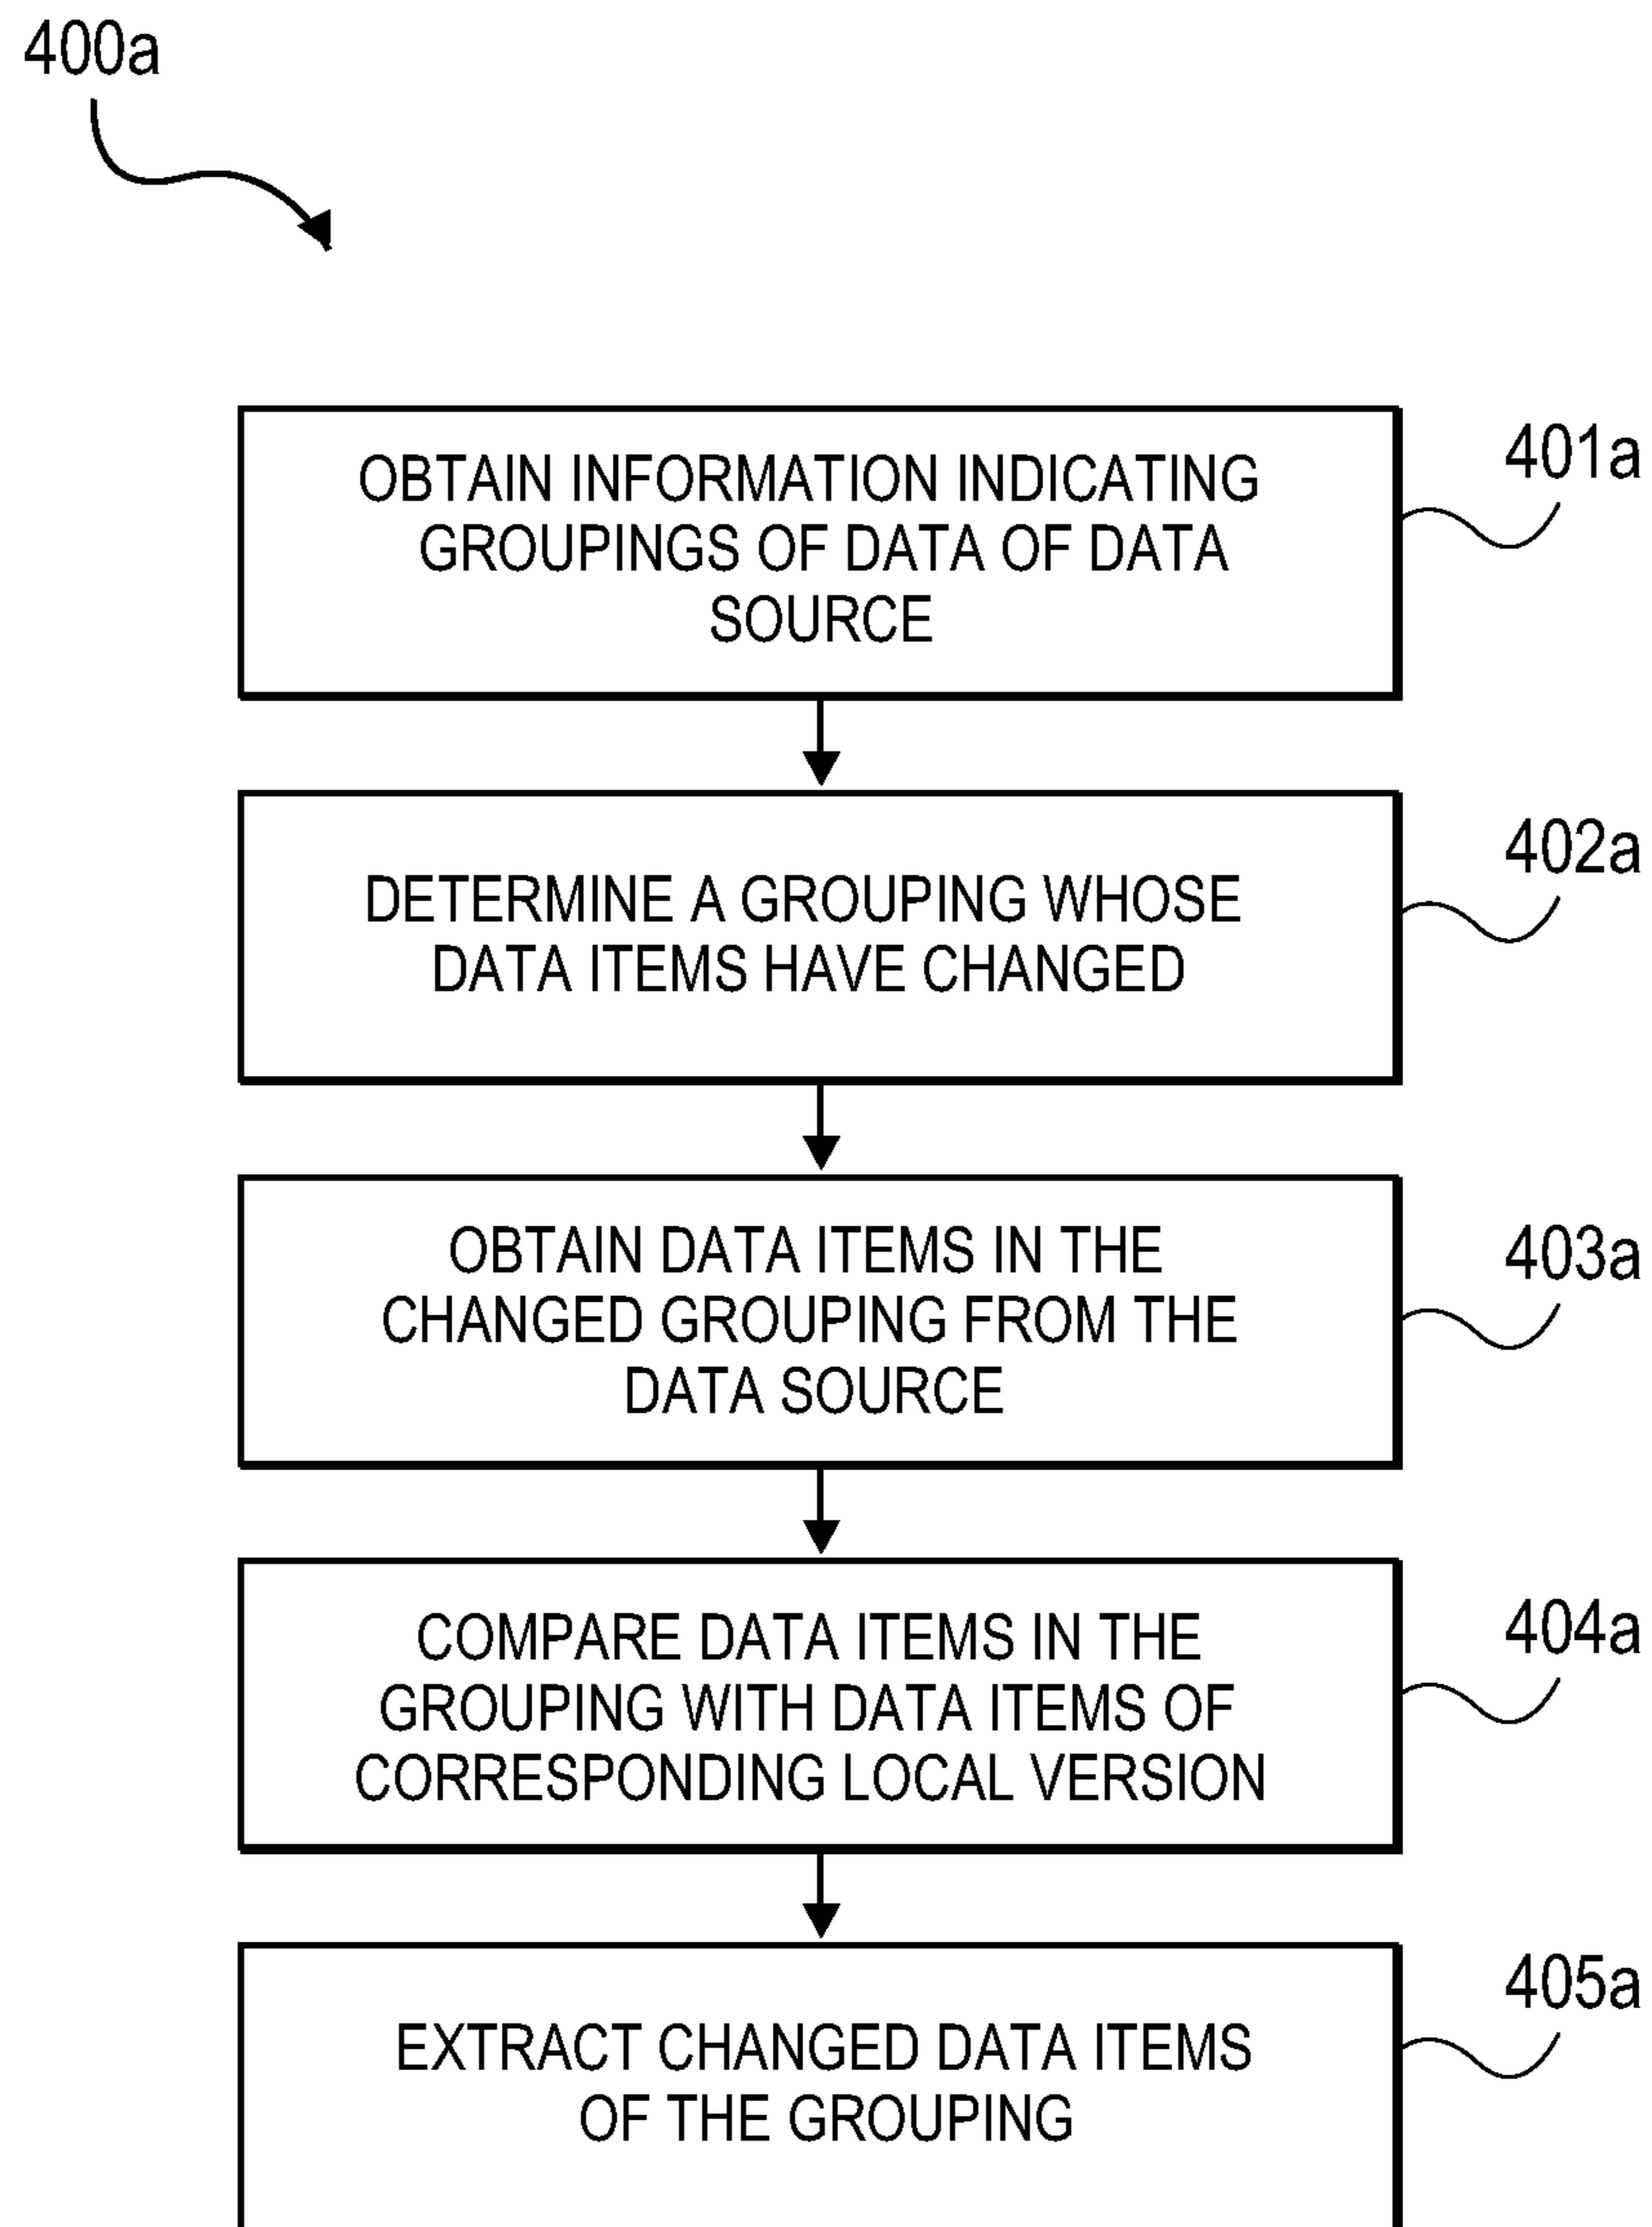 400a
OBTAIN INFORMATION INDICATING
GROUPINGS OF DATA OF DATA
SOURCE
401a
DETERMINE A GROUPING WHOSE
DATA ITEMS HAVE CHANGED
402a
OBTAIN DATA ITEMS IN THE
CHANGED GROUPING FROM THE
DATA SOURCE
403a
COMPARE DATA ITEMS IN THE
GROUPING WITH DATA ITEMS OF
CORRESPONDING LOCAL VERSION
404a
EXTRACT CHANGED DATA ITEMS
OF THE GROUPING
405a